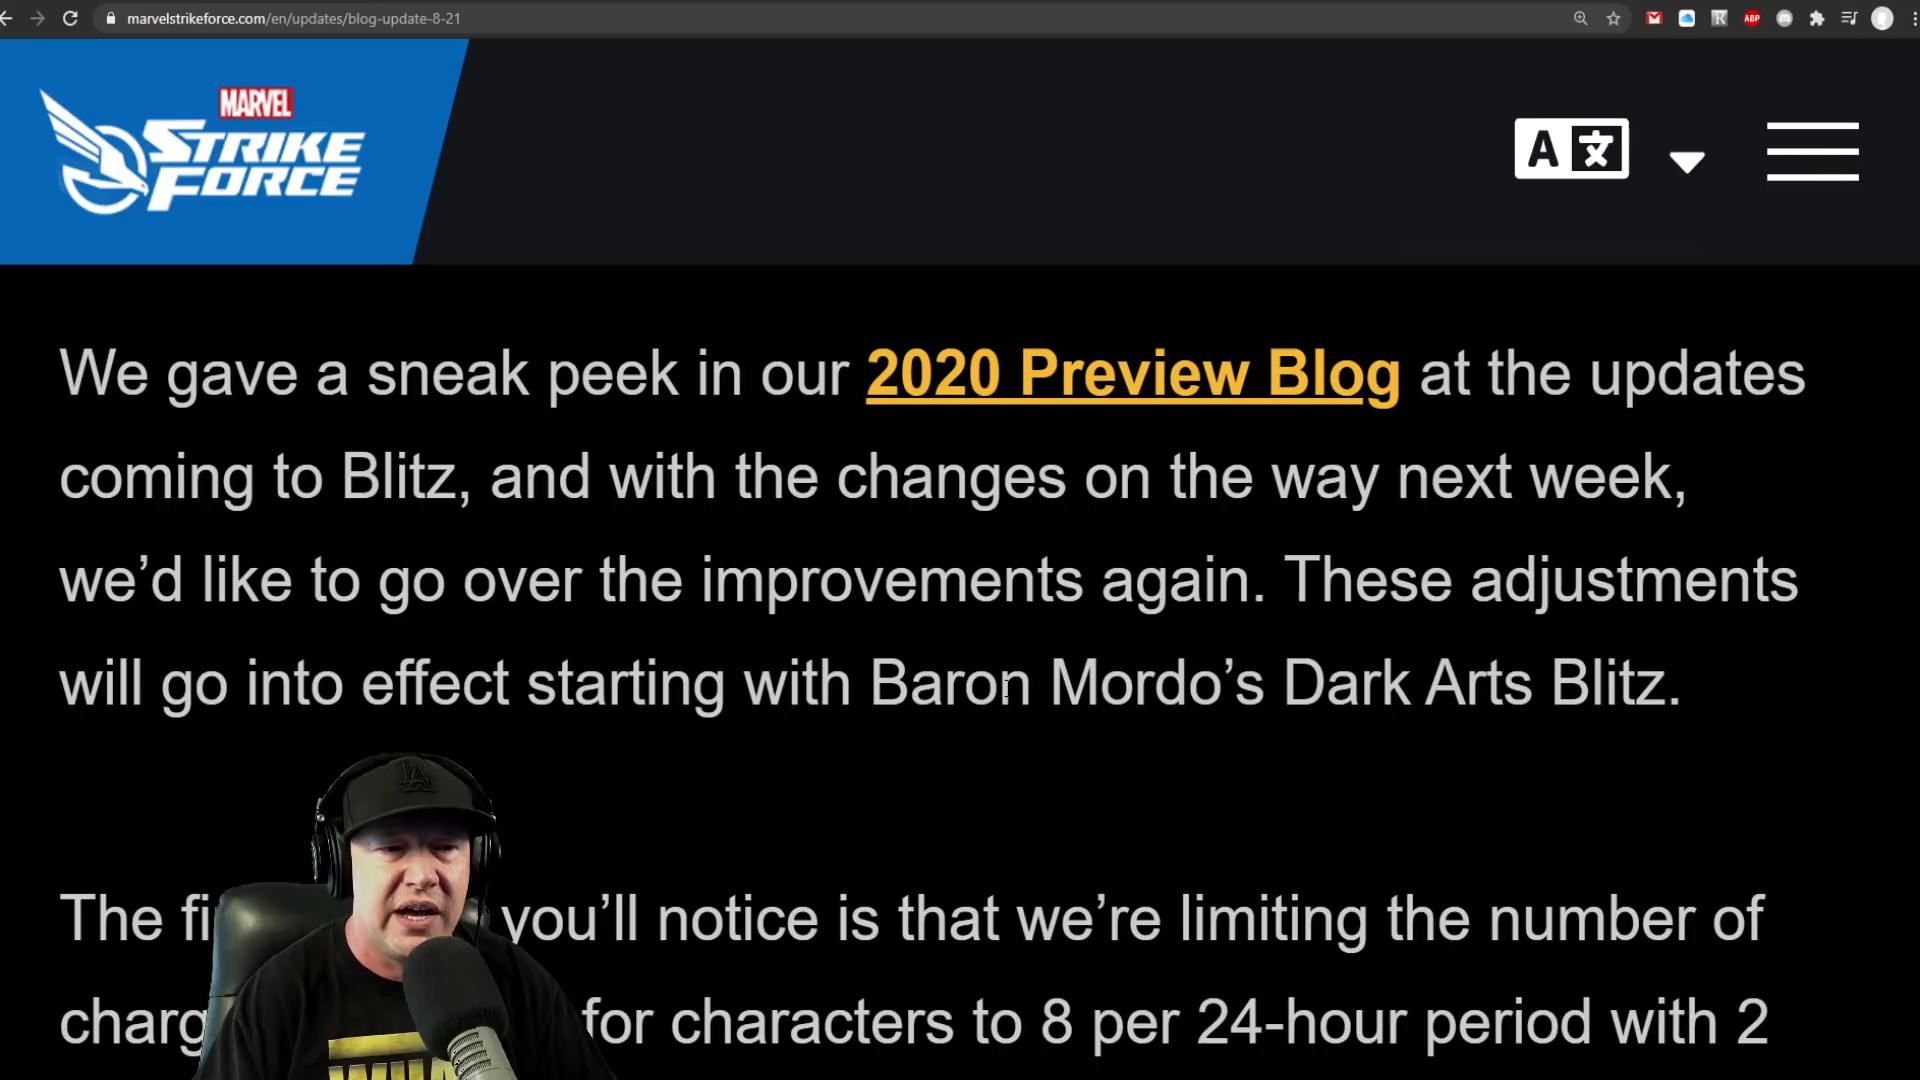 marvelstrikeforce.com/en/updates/blog-update-8-21
ABP
MARVEL
STRIKE
FORCE
A 文
We gave a sneak peek in our 2020 Preview Blog at the updates
coming to Blitz, and with the changes on the way next week,
we’d like to go over the improvements again. These adjustments
will go into effect starting with Baron Mordo’s Dark Arts Blitz.
The you’ll notice is that we’re limiting the number of
for characters to 8 per 24-hour period with 2